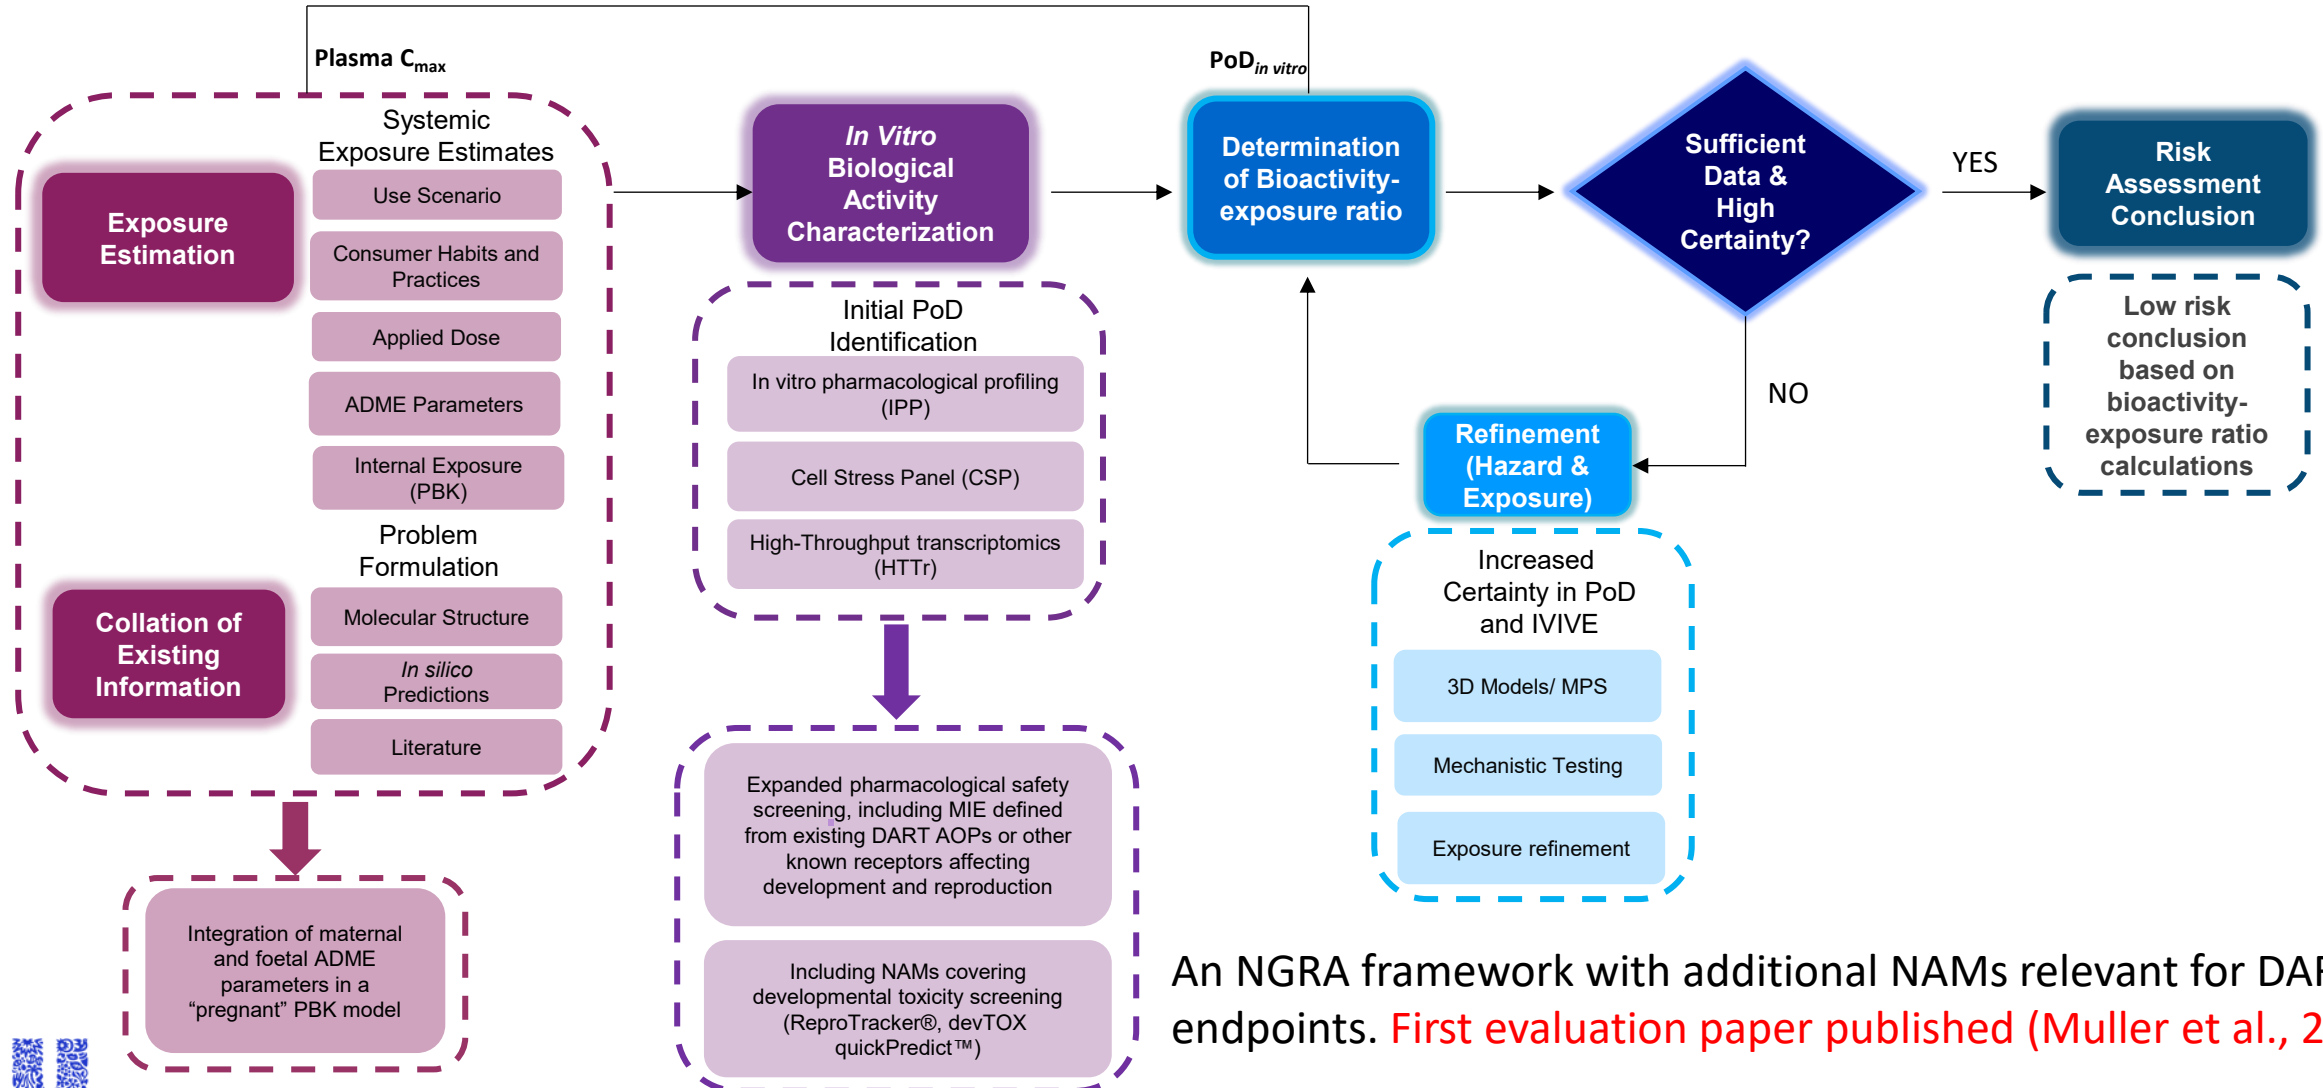 Plasma Cmax
PoDin vitro
Systemic
Exposure Estimates
Exposure
Estimation
Use Scenario
Consumer Habits and
Practices
Applied Dose
ADME Parameters
Internal Exposure
(PBK)
Problem
Formulation
Collation of
Existing
Information
Molecular Structure
In silico
Predictions
Literature
Integration of maternal
and foetal ADME
parameters in a
“pregnant” PBK model
In Vitro
Biological
Activity
Characterization
Initial PoD
Identification
In vitro pharmacological profiling
(IPP)
Cell Stress Panel (CSP)
High-Throughput transcriptomics
(HTTr)
Expanded pharmacological safety
screening, including MIE defined
from existing DART AOPs or other
known receptors affecting
development and reproduction
Including NAMs covering
developmental toxicity screening
(ReproTracker®, devTOX
quickPredict™)
Determination
of Bioactivity-
exposure ratio
Sufficient
Data &
High
Certainty?
YES
NO
Refinement
(Hazard &
Exposure)
Increased
Certainty in PoD
and IVIVE
3D Models/ MPS
Mechanistic Testing
Exposure refinement
Risk
Assessment
Conclusion
Low risk
conclusion
based on
bioactivity-
exposure ratio
calculations
An NGRA framework with additional NAMs relevant for
endpoints. First evaluation paper published (Muller et al.,